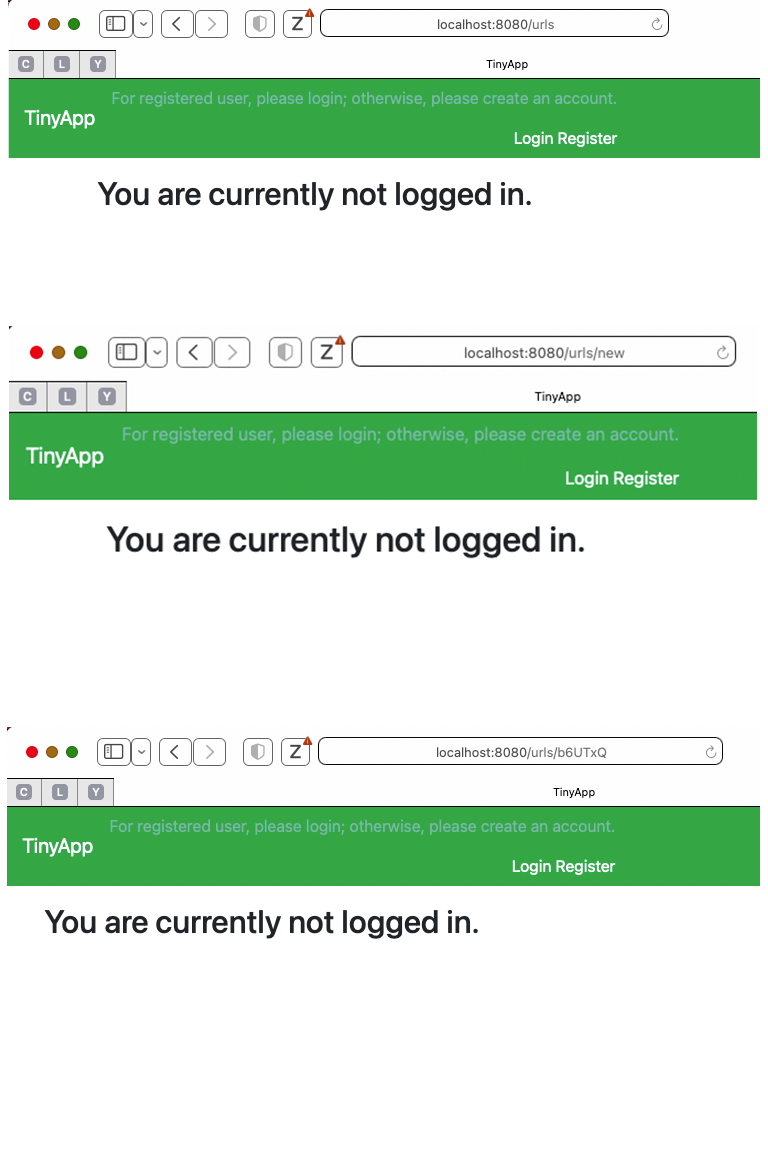 Z localhost:8080/urls
C L Y TinyApp
For registered user, please login; otherwise, please create an account.
TinyApp
Login Register
You are currently not logged in.
Z localhost:8080/urls/new
C L Y TinyApp
For registered user, please login; otherwise, please create an account.
TinyApp
Login Register
You are currently not logged in.
Z localhost:8080/urls/b6UTxQ
C L Y TinyApp
For registered user, please login; otherwise, please create an account.
TinyApp
Login Register
You are currently not logged in.